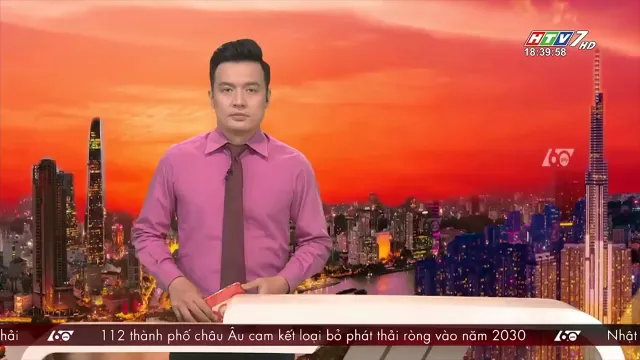 HTV7 HD
18:39:58
60
hải 60 112 thành phố châu Âu cam kết loại bỏ phát thải ròng vào năm 2030 60 Nhật